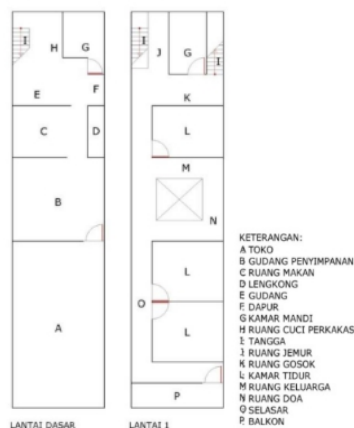 I
H
G
E
F
C
D
B
A
LANTAI DASAR
I
J
G
I
K
L
M
N
L
O
L
P
LANTAI 1
KETERANGAN:
A TOKO
B GUDANG PENYIMPANAN
C RUANG MAKAN
D LENGKONG
E GUDANG
F DAPUR
G KAMAR MANDI
H RUANG CUCI PERKAKAS
I TANGGA
J RUANG JEMUR
K RUANG GOSOK
L KAMAR TIDUR
M RUANG KELUARGA
N RUANG DOA
O SELASAR
P BALKON